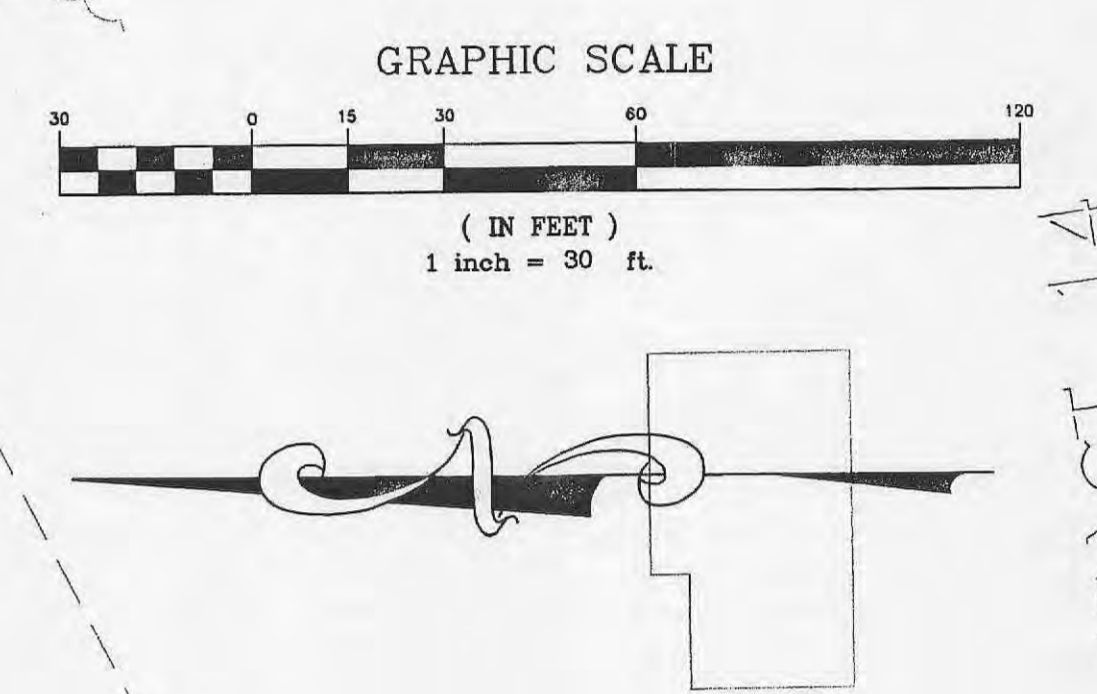 GRAPHIC SCALE
30 0 15 30 60 120
( IN FEET )
1 inch = 30 ft.